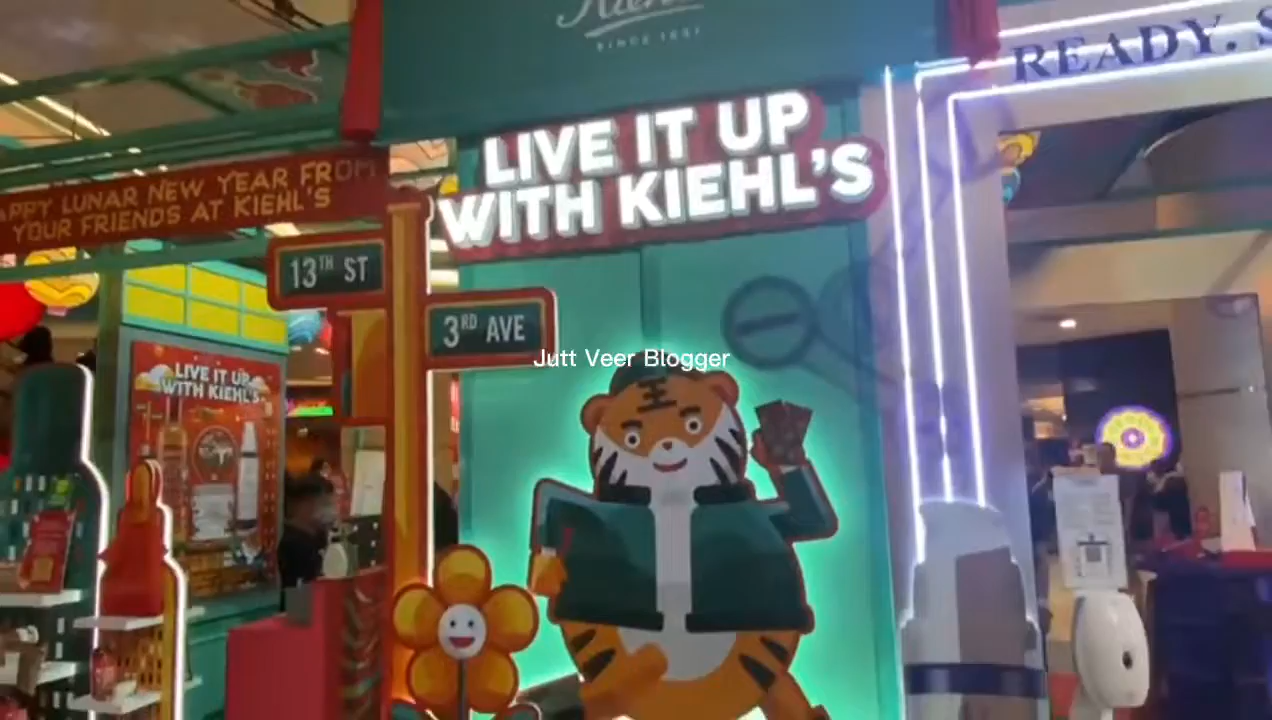 Kiehl's
SINCE 1851
READY. S
LIVE IT UP
WITH KIEHL'S
APPY LUNAR NEW YEAR FROM
YOUR FRIENDS AT KIEHL'S
13TH ST
3RD AVE
Jutt Veer Blogger
LIVE IT UP
WITH KIEHL'S
王